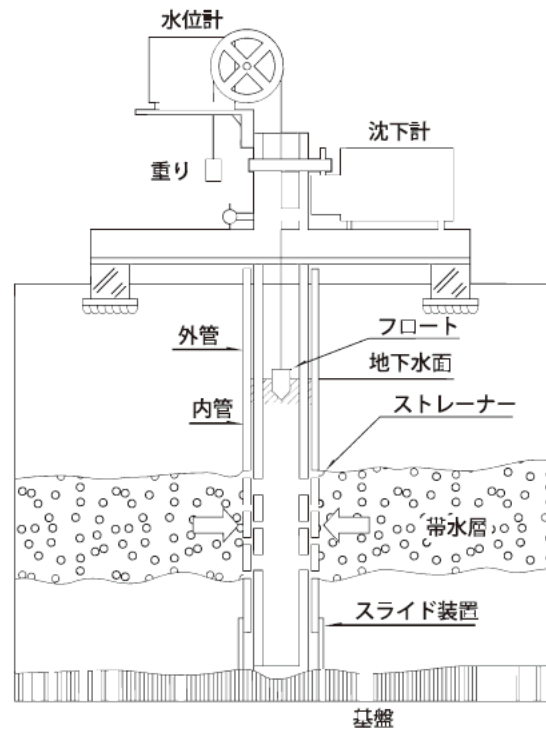 水位計
沈下計
重り
フロート
外管
地下水面
内管
ストレーナー
帯水層
スライド装置
基盤